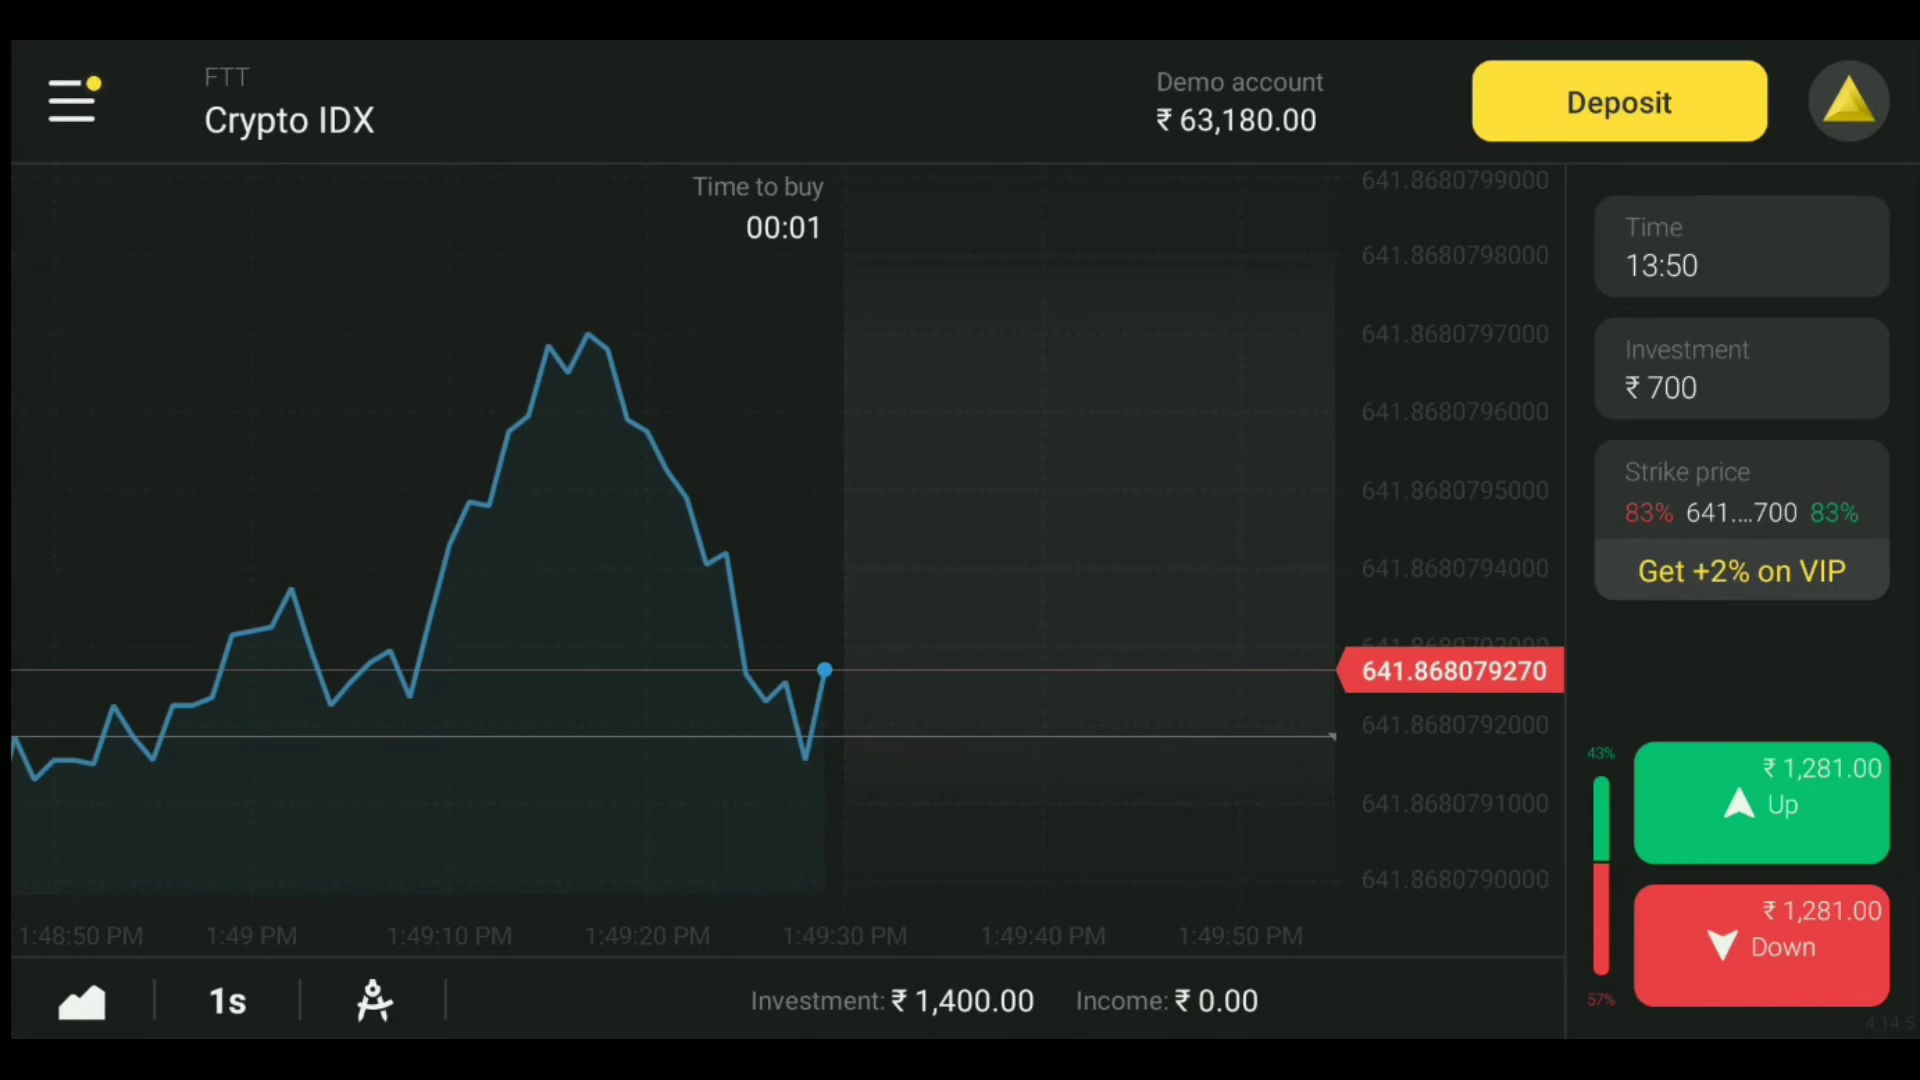 FTT
Crypto IDX
Demo account
₹ 63,180.00
Deposit
Time to buy
00:01
641.8680799000
641.8680798000
641.8680797000
641.8680796000
641.8680795000
641.8680794000
641.868079270
641.8680792000
641.8680791000
641.8680790000
1:48:50 PM
1:49 PM
1:49:10 PM
1:49:20 PM
1:49:30 PM
1:49:40 PM
1:49:50 PM
1s
Investment: ₹ 1,400.00
Income: ₹ 0.00
Time
13:50
Investment
₹ 700
Strike price
83% 641....700 83%
Get +2% on VIP
43%
₹ 1,281.00
Up
₹ 1,281.00
Down
57%
4.14.5